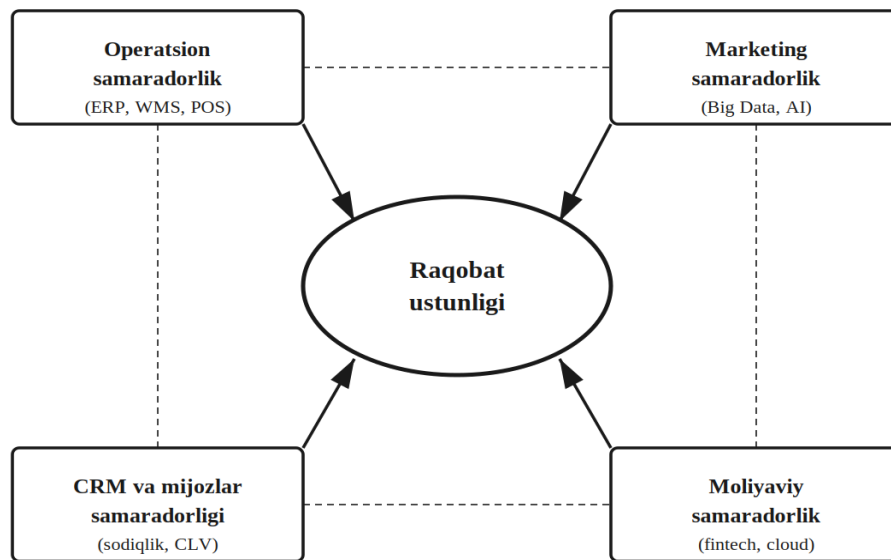 Operatsion
samaradorlik
(ERP, WMS, POS)
Marketing
samaradorlik
(Big Data, AI)
Raqobat
ustunligi
CRM va mijozlar
samaradorligi
(sodiqlik, CLV)
Moliyaviy
samaradorlik
(fintech, cloud)